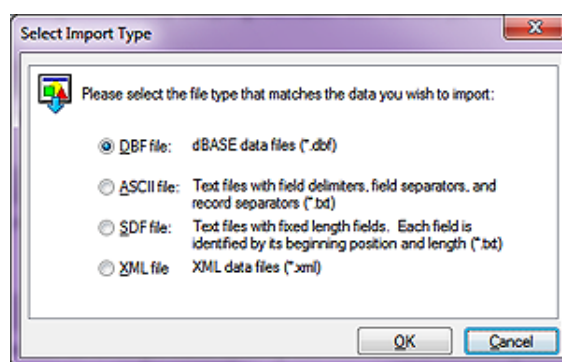 Select Import Type
Please select the file type that matches the data you wish to import:
DBF file: dBASE data files (*.dbf)
ASCII file: Text files with field delimiters, field separators, and
record separators (*.txt)
SDF file: Text files with fixed length fields. Each field is
identified by its beginning position and length (*.txt)
XML file XML data files (*.xml)
OK Cancel